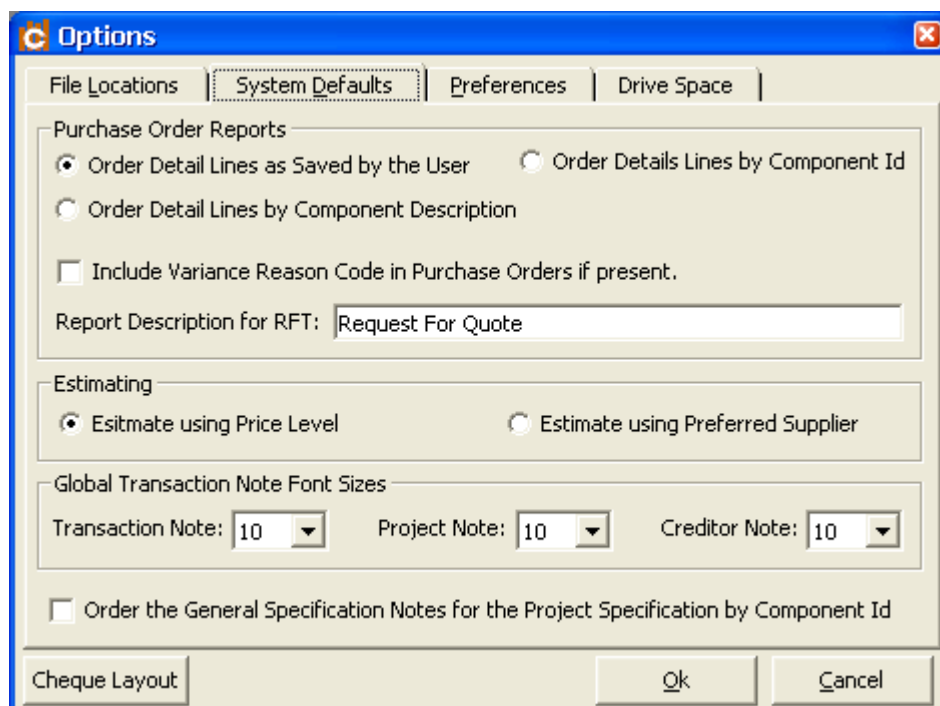 C Options
File Locations System Defaults Preferences Drive Space
Purchase Order Reports
Order Detail Lines as Saved by the User Order Details Lines by Component Id
Order Detail Lines by Component Description
Include Variance Reason Code in Purchase Orders if present.
Report Description for RFT: Request For Quote
Estimating
Esitmate using Price Level Estimate using Preferred Supplier
Global Transaction Note Font Sizes
Transaction Note: 10 Project Note: 10 Creditor Note: 10
Order the General Specification Notes for the Project Specification by Component Id
Cheque Layout Ok Cancel